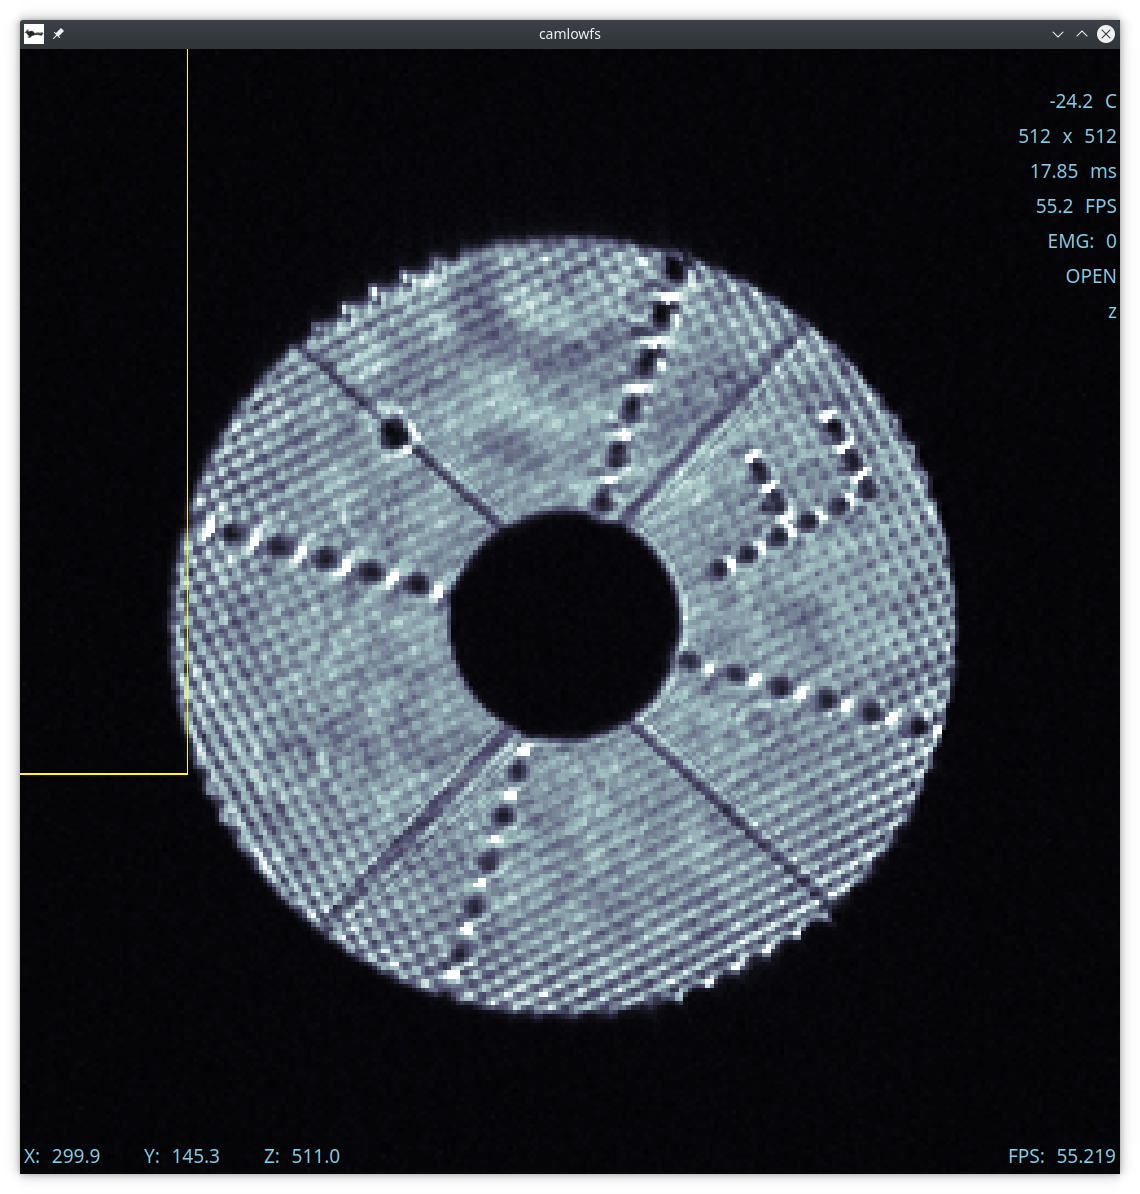 camlowfs
-24.2 C
512 x 512
17.85 ms
55.2 FPS
EMG: 0
OPEN
z
X: 299.9 Y: 145.3 Z: 511.0 FPS: 55.219